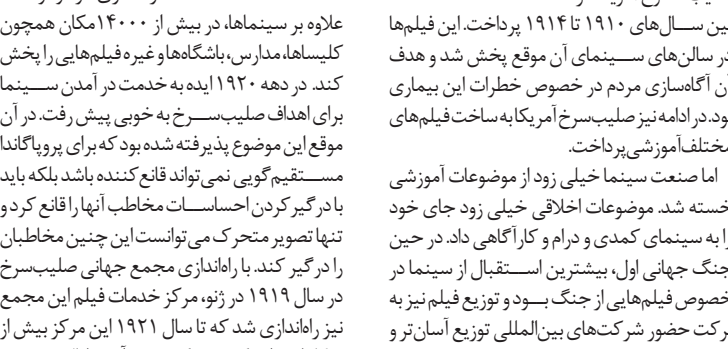 بین سال‌های ۱۹۱۰ تا ۱۹۱۴ پرداخت. این فیلم‌ها
در سالن‌های سینمای آن موقع پخش شد و هدف
آن آگاه‌سازی مردم در خصوص خطرات این بیماری
بود. در ادامه نیز صلیب‌سرخ آمریکا به ساخت فیلم‌های
مختلف آموزشی پرداخت.
اما صنعت سینما خیلی زود از موضوعات آموزشی
خسته شد. موضوعات اخلاقی خیلی زود جای خود
را به سینمای کمدی و درام و کارآگاهی داد. در حین
جنگ جهانی اول، بیشترین استقبال از سینما در
خصوص فیلم‌هایی از جنگ بود و توزیع فیلم نیز به
برکت حضور شرکت‌های بین‌المللی توزیع آسان‌تر و
علاوه بر سینماها، در بیش از ۱۴۰۰۰ مکان همچون
کلیساها، مدارس، باشگاه‌ها و غیره فیلم‌هایی را پخش
کند. در دهه ۱۹۲۰ ایده به خدمت در آمدن سینما
برای اهداف صلیب‌سرخ به خوبی پیش رفت. در آن
موقع این موضوع پذیرفته شده بود که برای پروپاگاندا
مستقیم گویی نمی‌تواند قانع کننده باشد بلکه باید
با درگیر کردن احساسات مخاطب آنها را قانع کرد و
تنها تصویر متحرک می‌توانست این چنین مخاطبان
را درگیر کند. با راه‌اندازی مجمع جهانی صلیب‌سرخ
در سال ۱۹۱۹ در ژنو، مرکز خدمات فیلم این مجمع
نیز راه‌اندازی شد که تا سال ۱۹۲۱ این مرکز بیش از